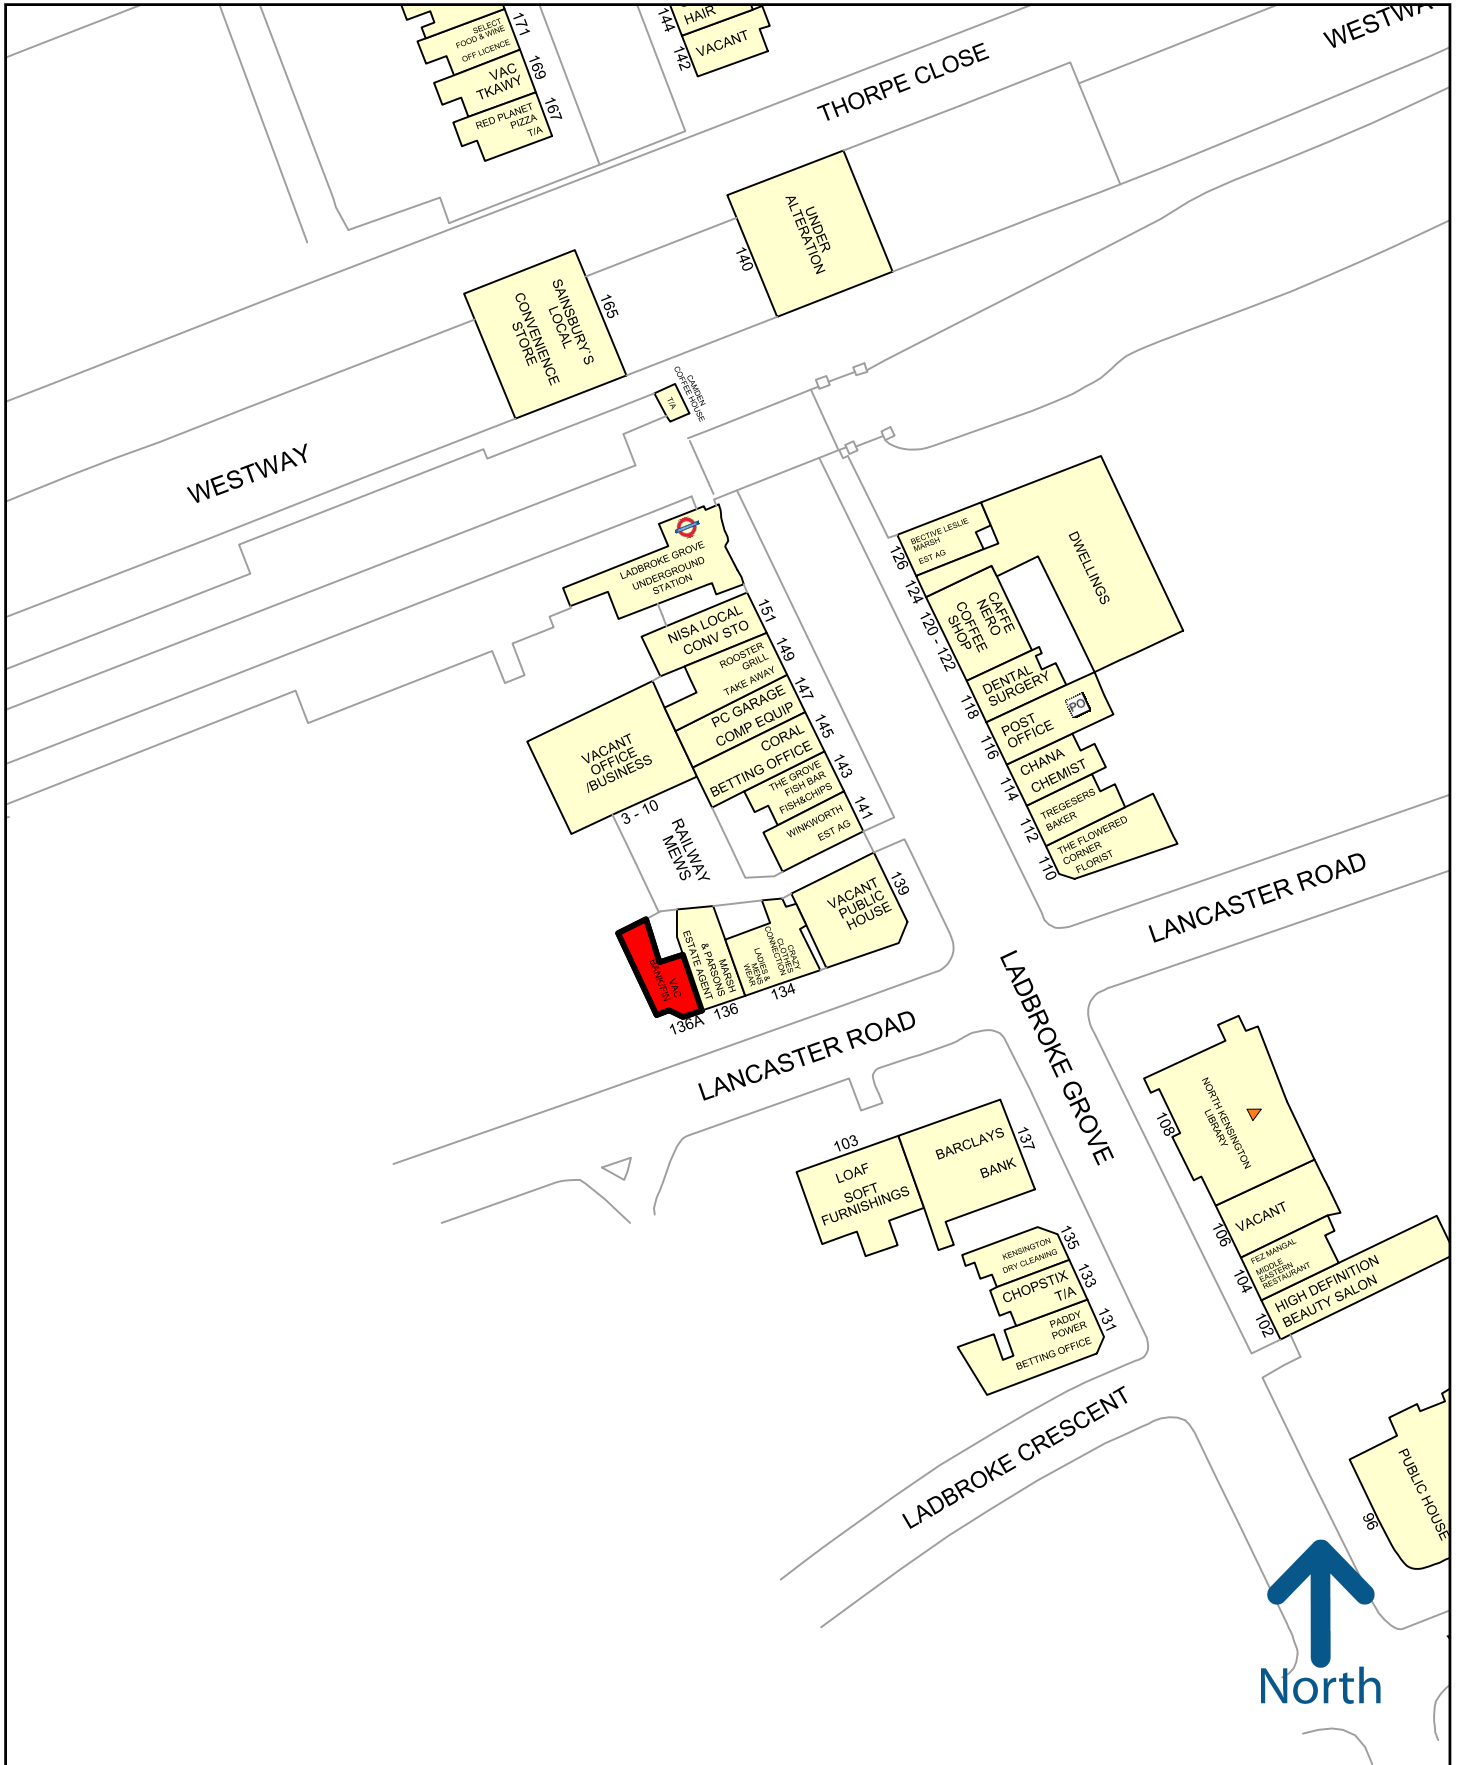 171
SELECT
FOOD & WINE
OFF LICENCE
169
VAC
TKAWY
167
RED PLANET
PIZZA
T/A
144
HAIR
142
VACANT
THORPE CLOSE
140
UNDER
ALTERATION
165
SAINSBURY'S
LOCAL
CONVENIENCE
STORE
CAMDEN
COFFEE HOUSE
T/A
WESTWAY
LADBROKE GROVE
UNDERGROUND
STATION
151
NISA LOCAL
CONV STO
149
ROOSTER
GRILL
TAKE AWAY
147
PC GARAGE
COMP EQUIP
145
CORAL
BETTING OFFICE
143
THE GROVE
FISH BAR
FISH&CHIPS
141
WINKWORTH
EST AG
VACANT
OFFICE
/BUSINESS
3 - 10
RAILWAY
MEWS
139
VACANT
PUBLIC
HOUSE
CRAZY
CLOTHES
CONNECTION
LADIES &
MENS
WEAR
134
MARSH
& PARSONS
ESTATE AGENT
136
VAC
BANK/FIN
136A
126
BECTIVE LESLIE
MARSH
EST AG
DWELLINGS
124
120 - 122
CAFFE
NERO
COFFEE
SHOP
118
DENTAL
SURGERY
116
POST
OFFICE
PO
114
CHANA
CHEMIST
112
TREGESERS
BAKER
110
THE FLOWERED
CORNER
FLORIST
LANCASTER ROAD
LANCASTER ROAD
LADBROKE GROVE
108
NORTH KENSINGTON
LIBRARY
106
VACANT
104
FEZ MANGAL
MIDDLE
EASTERN
RESTAURANT
102
HIGH DEFINITION
BEAUTY SALON
103
LOAF
SOFT
FURNISHINGS
137
BARCLAYS
BANK
135
KENSINGTON
DRY CLEANING
133
CHOPSTIX
T/A
131
PADDY
POWER
BETTING OFFICE
LADBROKE CRESCENT
96
PUBLIC HOUSE
North